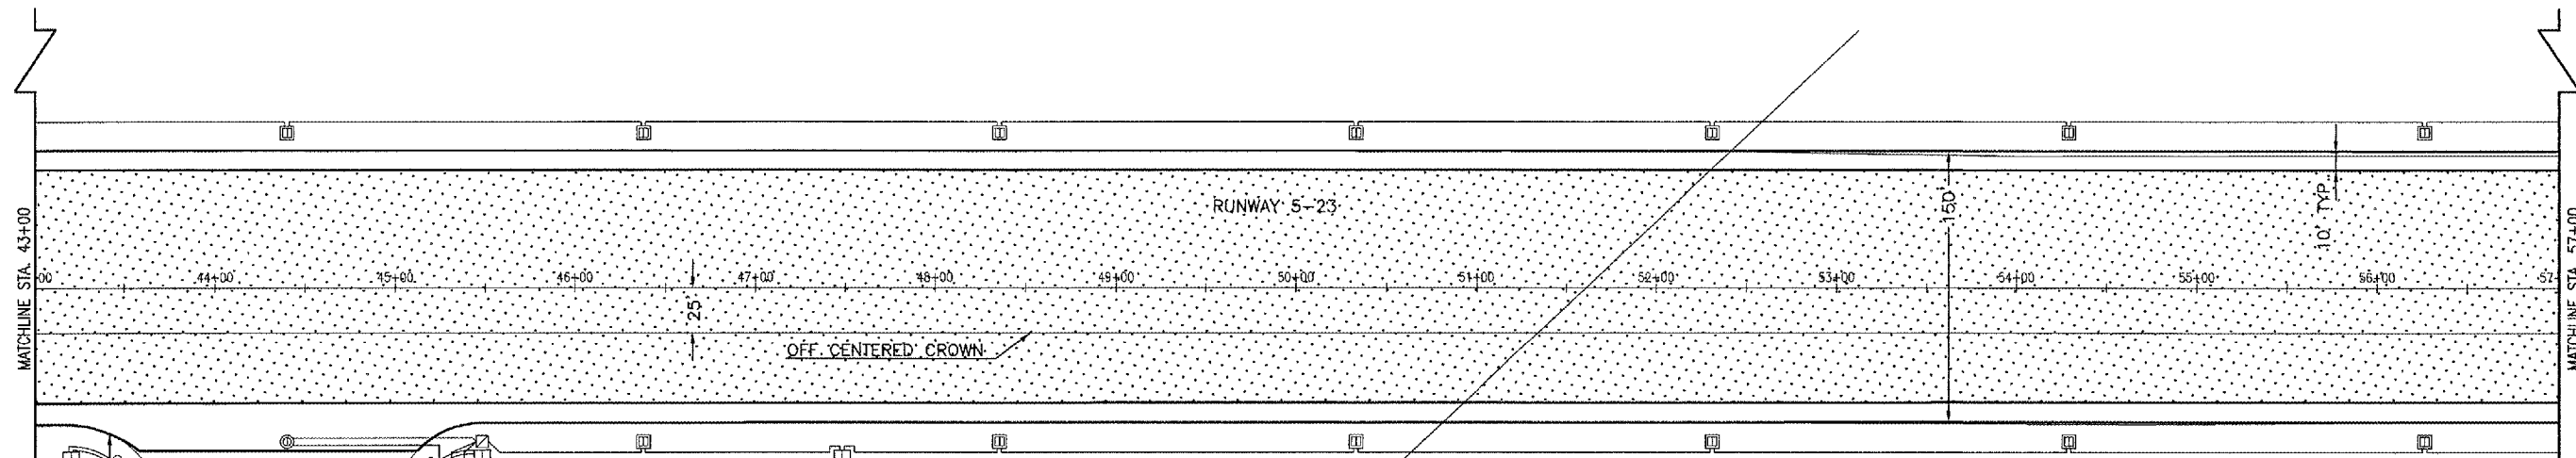 RUNWAY 5-23
150'
10' TYP.
MATCHLINE STA. 43+00
MATCHLINE STA. 57+00
00 44+00 45+00 46+00 47+00 48+00 49+00 50+00 51+00 52+00 53+00 54+00 55+00 56+00 57+
25'
OFF CENTERED CROWN